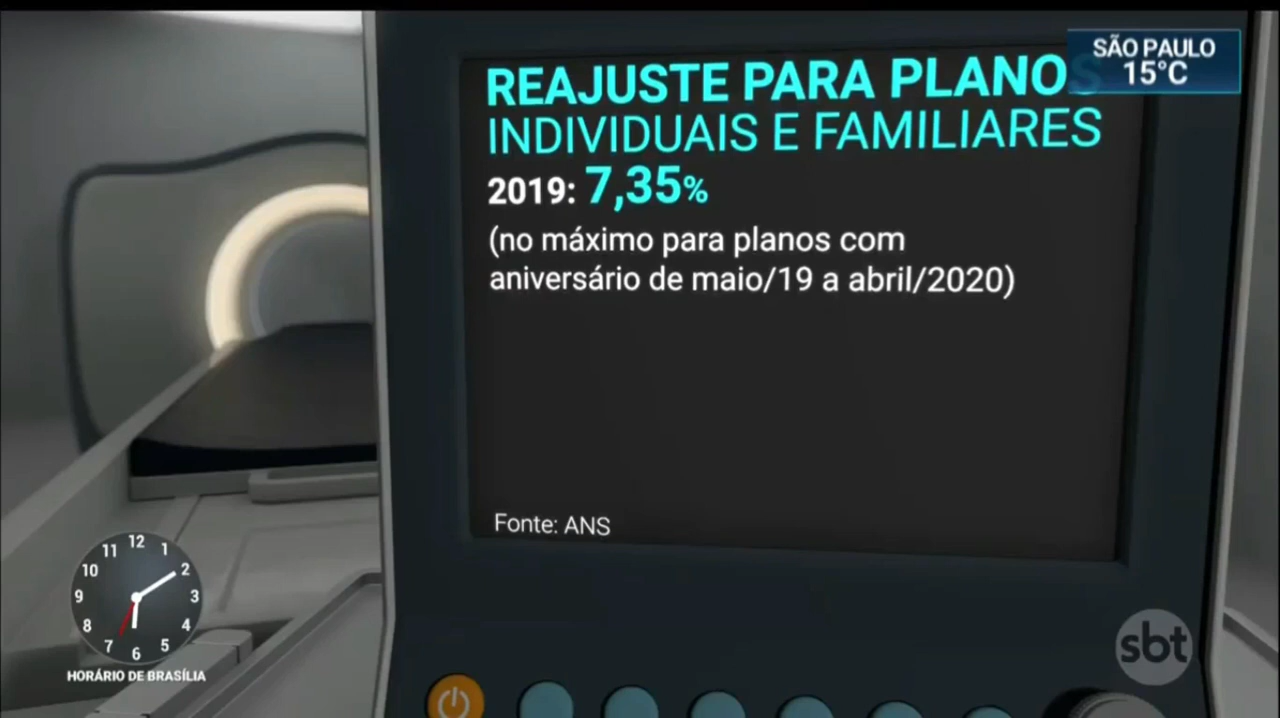 SÃO PAULO
15°C
REAJUSTE PARA PLANOS
INDIVIDUAIS E FAMILIARES
2019: 7,35%
(no máximo para planos com
aniversário de maio/19 a abril/2020)
Fonte: ANS
12
11
1
10
2
9
3
8
4
7
5
6
HORÁRIO DE BRASÍLIA
sbt